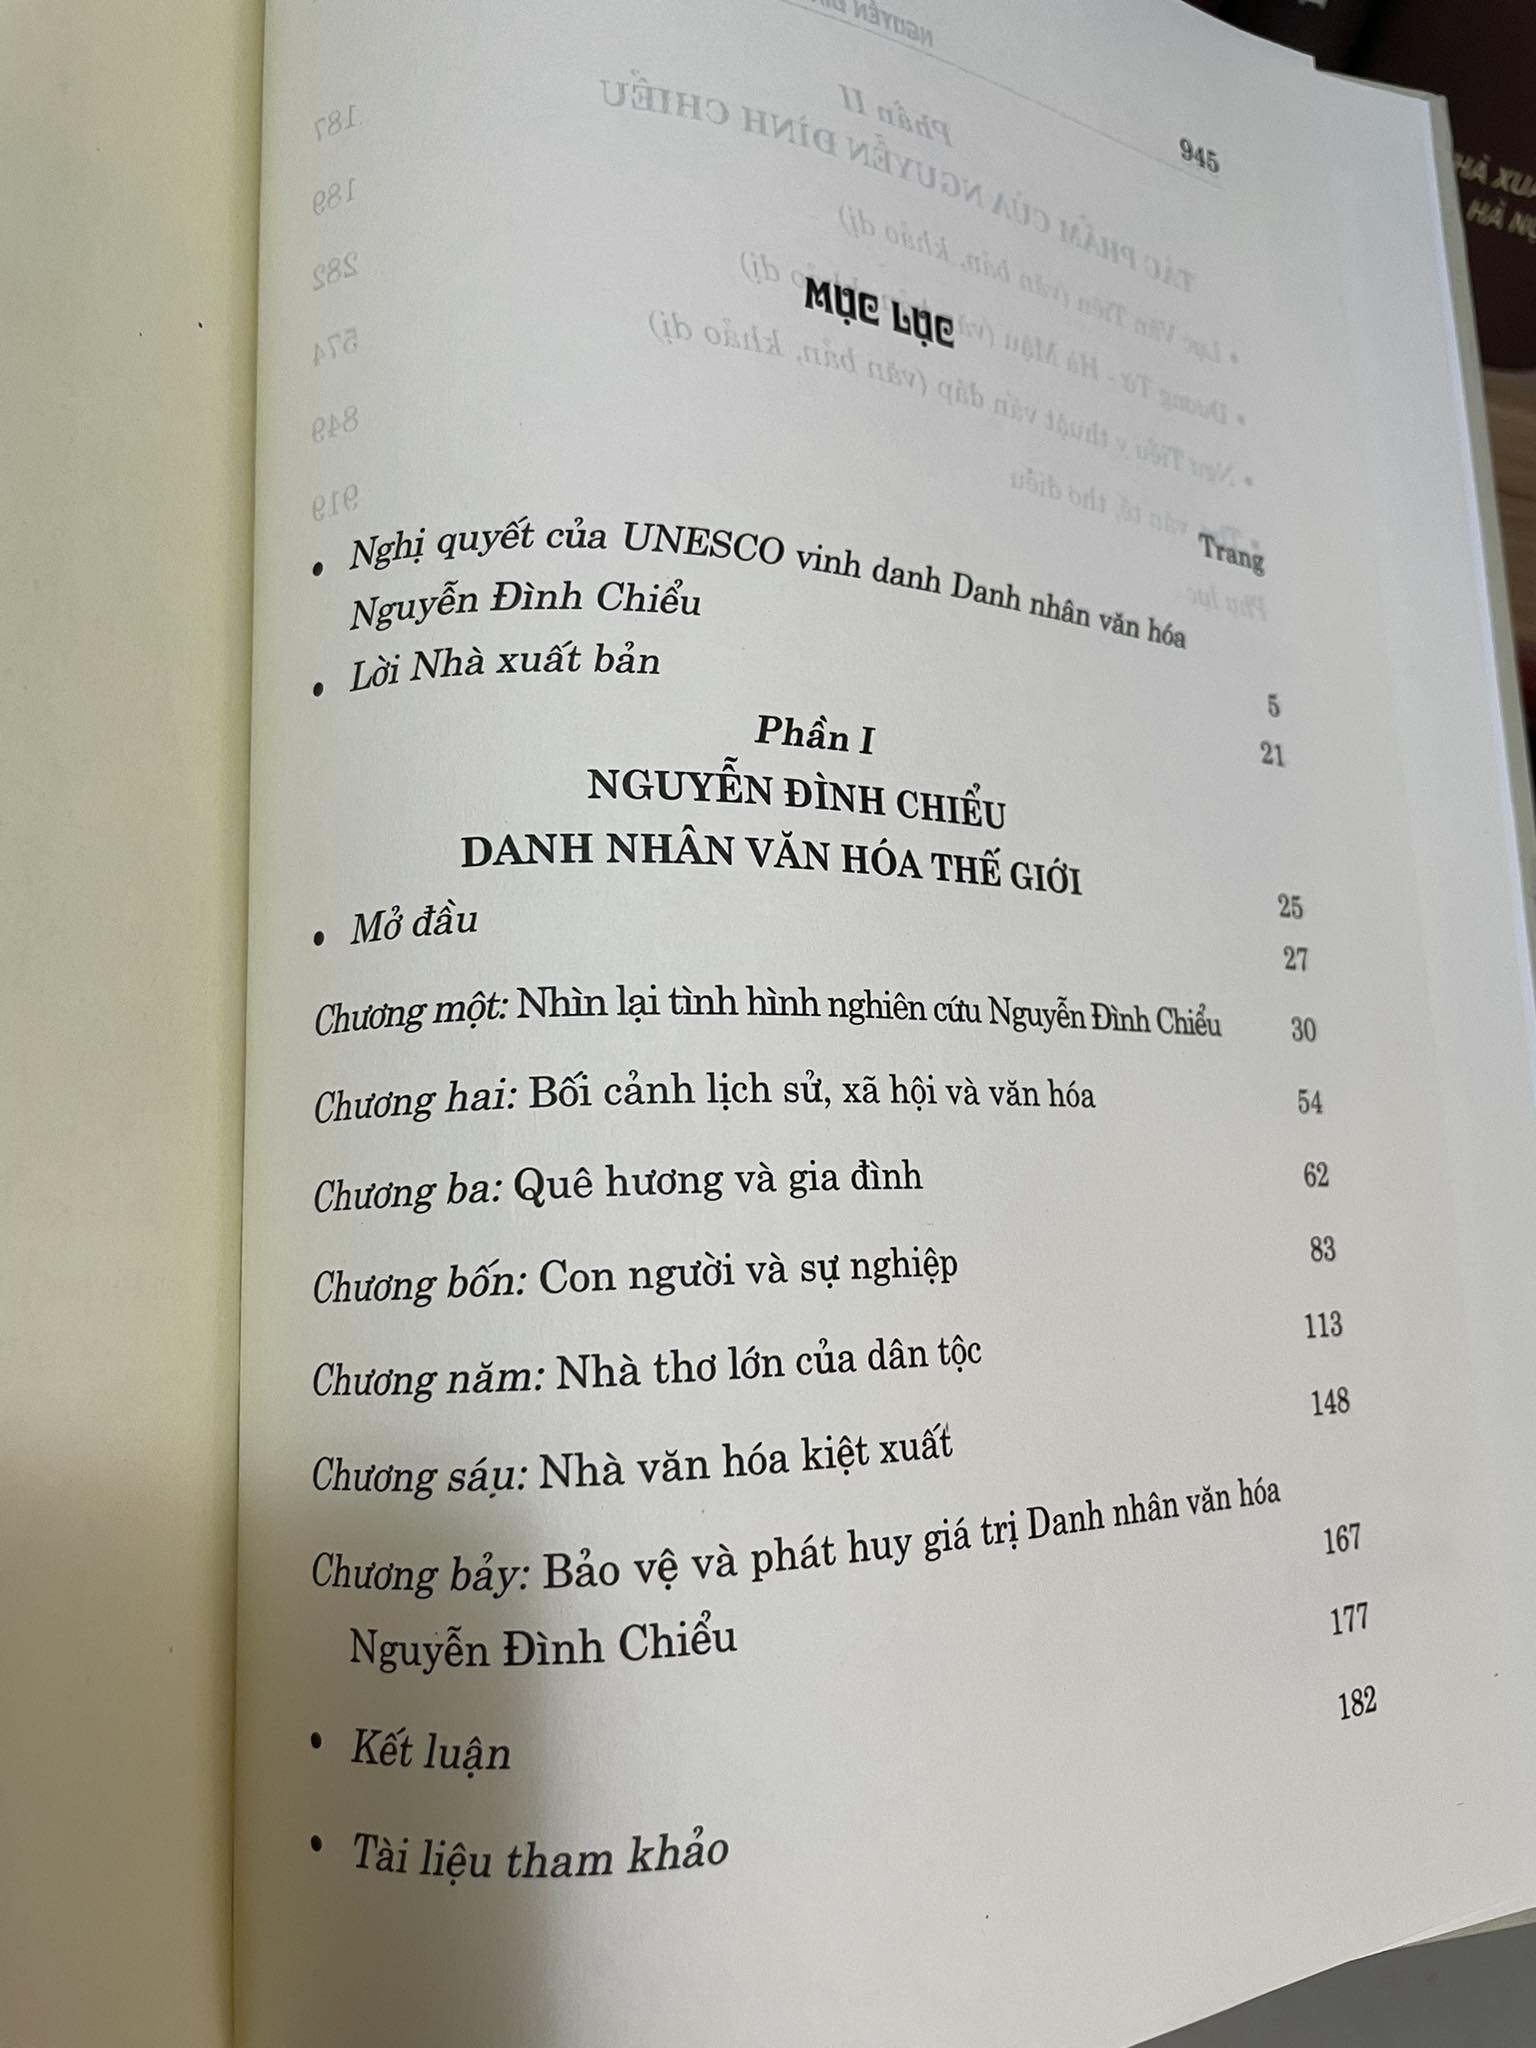 945
MỤC LỤC
Trang
• Nghị quyết của UNESCO vinh danh Danh nhân văn hóa
Nguyễn Đình Chiểu 5
• Lời Nhà xuất bản 21
Phần I
NGUYỄN ĐÌNH CHIỂU
DANH NHÂN VĂN HÓA THẾ GIỚI 25
• Mở đầu 27
Chương một: Nhìn lại tình hình nghiên cứu Nguyễn Đình Chiểu 30
Chương hai: Bối cảnh lịch sử, xã hội và văn hóa 54
Chương ba: Quê hương và gia đình 62
Chương bốn: Con người và sự nghiệp 83
Chương năm: Nhà thơ lớn của dân tộc 113
Chương sáu: Nhà văn hóa kiệt xuất 148
Chương bảy: Bảo vệ và phát huy giá trị Danh nhân văn hóa
Nguyễn Đình Chiểu 167
• Kết luận 177
• Tài liệu tham khảo 182